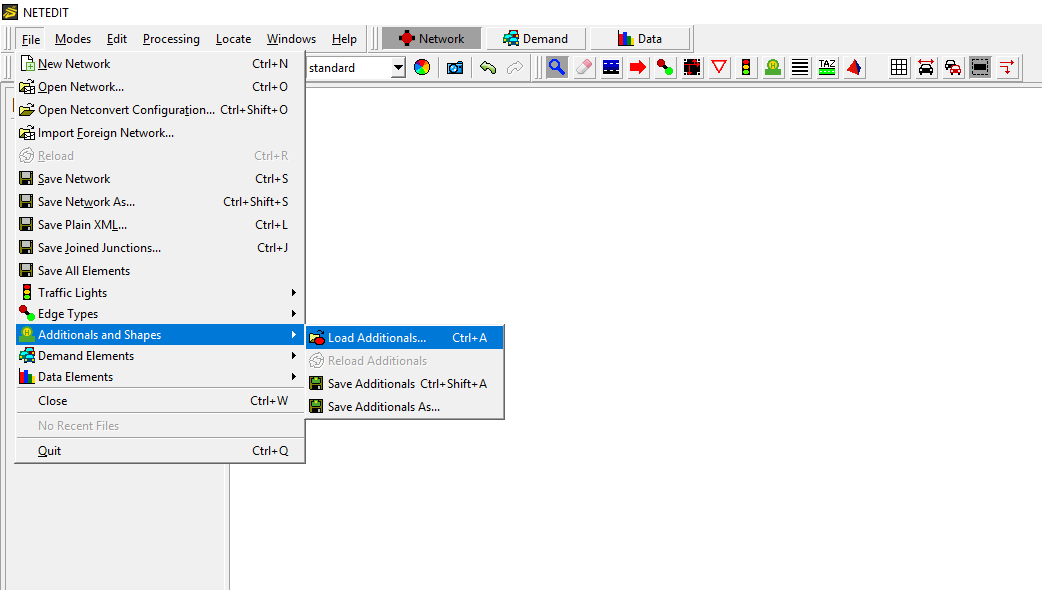 NETEDIT
File Modes Edit Processing Locate Windows Help Network Demand Data
standard
TAZ
New Network Ctrl+N
Open Network... Ctrl+O
Open Netconvert Configuration... Ctrl+Shift+O
Import Foreign Network...
Reload Ctrl+R
Save Network Ctrl+S
Save Network As... Ctrl+Shift+S
Save Plain XML... Ctrl+L
Save Joined Junctions... Ctrl+J
Save All Elements
Traffic Lights
Edge Types
Additionals and Shapes
Demand Elements
Data Elements
Close Ctrl+W
No Recent Files
Quit Ctrl+Q
Load Additionals... Ctrl+A
Reload Additionals
Save Additionals Ctrl+Shift+A
Save Additionals As...